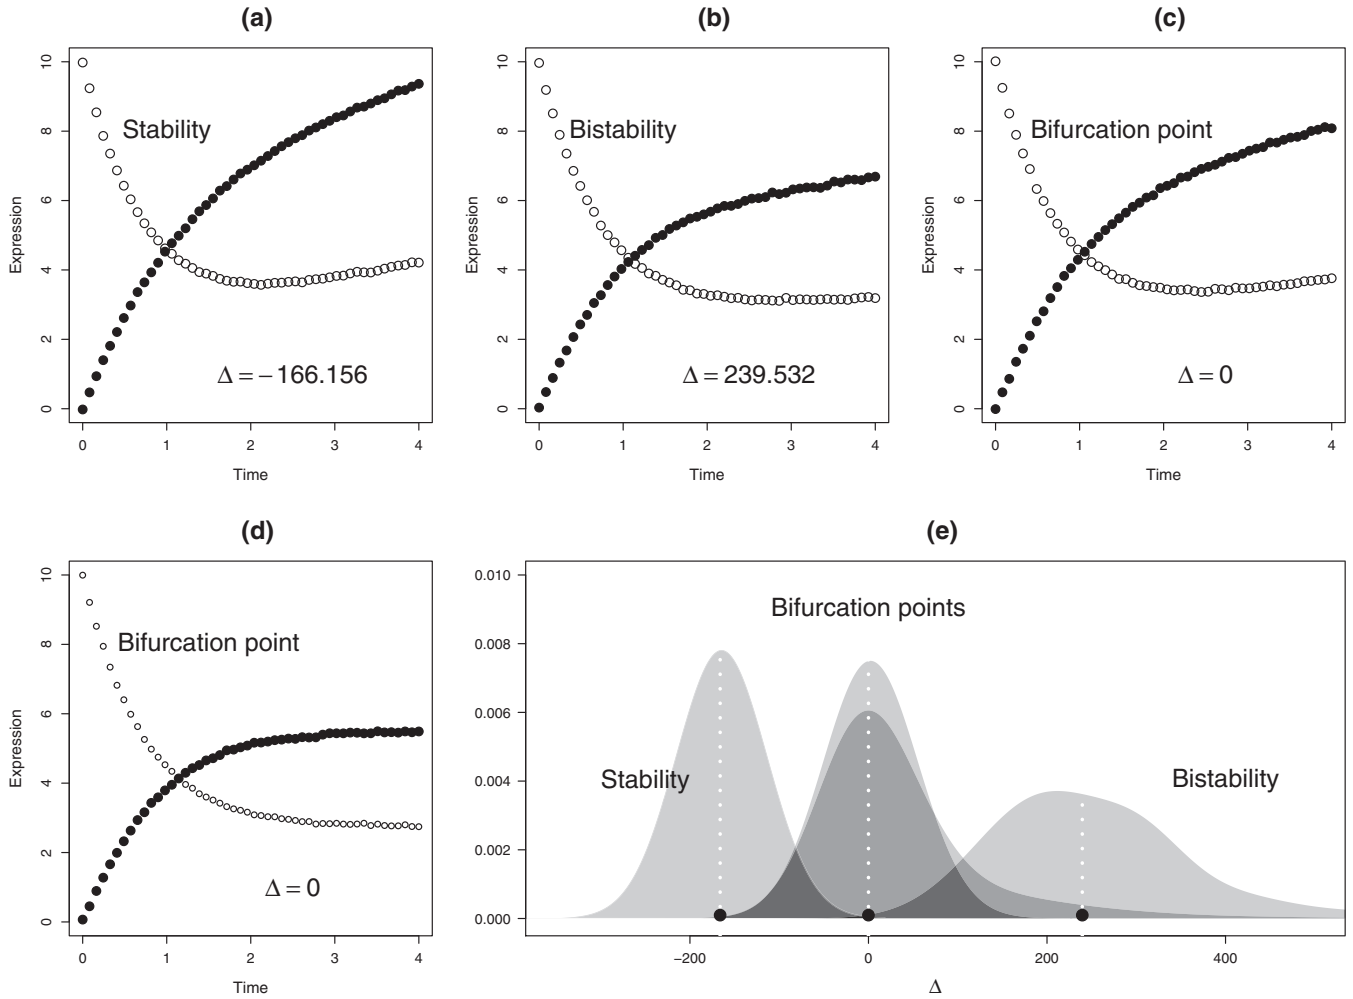 (a)
(b)
(c)
10
8
6
4
2
0
Expression
Stability
Δ = − 166.156
0 1 2 3 4
Time
10
8
6
4
2
0
Expression
Bistability
Δ = 239.532
0 1 2 3 4
Time
10
8
6
4
2
0
Expression
Bifurcation point
Δ = 0
0 1 2 3 4
Time
(d)
(e)
10
8
6
4
2
0
Expression
Bifurcation point
Δ = 0
0 1 2 3 4
Time
0.010
0.008
0.006
0.004
0.002
0.000
Bifurcation points
Stability
Bistability
−200 0 200 400
Δ